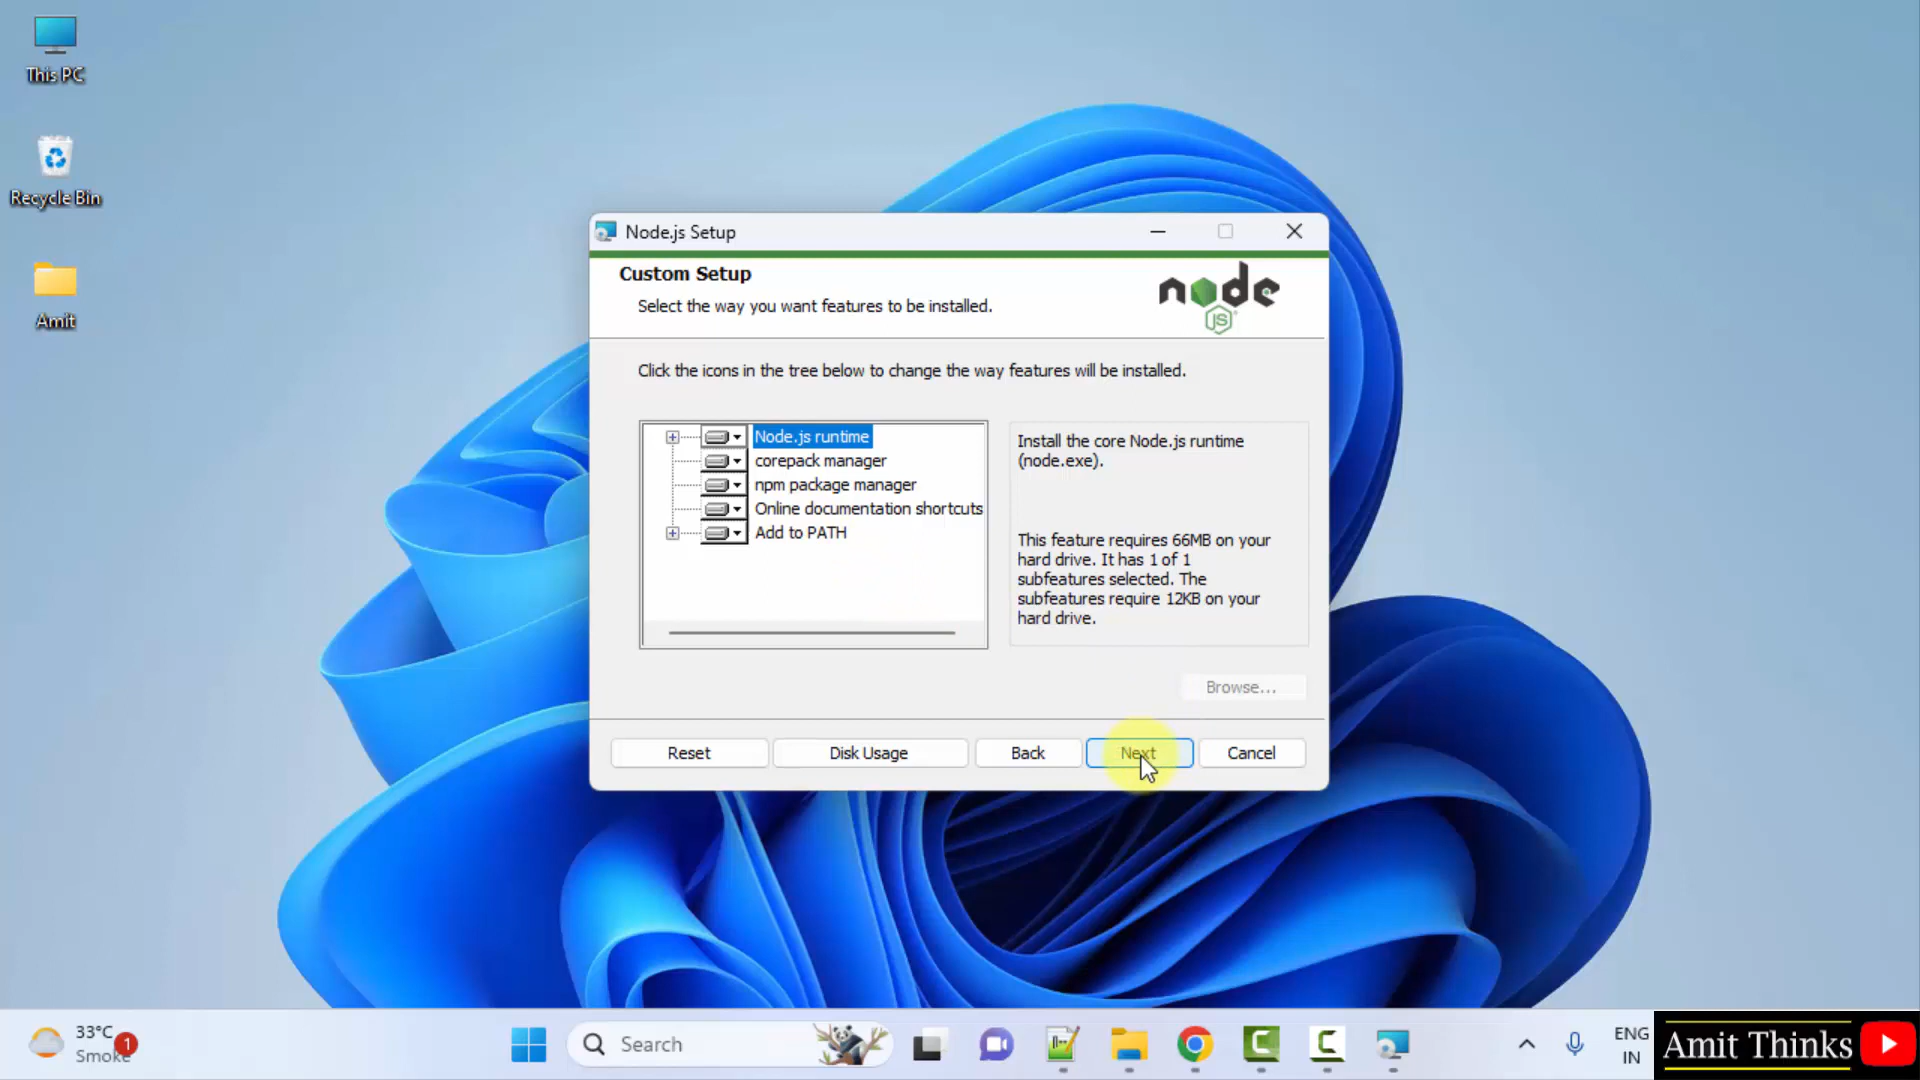 This PC
Recycle Bin
Amit
Node.js Setup
Custom Setup
Select the way you want features to be installed.
node
JS
Click the icons in the tree below to change the way features will be installed.
Node.js runtime
corepack manager
npm package manager
Online documentation shortcuts
Add to PATH
Install the core Node.js runtime
(node.exe).
This feature requires 66MB on your
hard drive. It has 1 of 1
subfeatures selected. The
subfeatures require 12KB on your
hard drive.
Browse...
Reset
Disk Usage
Back
Next
Cancel
33°C
Smoke
1
Search
ENG
IN
Amit Thinks